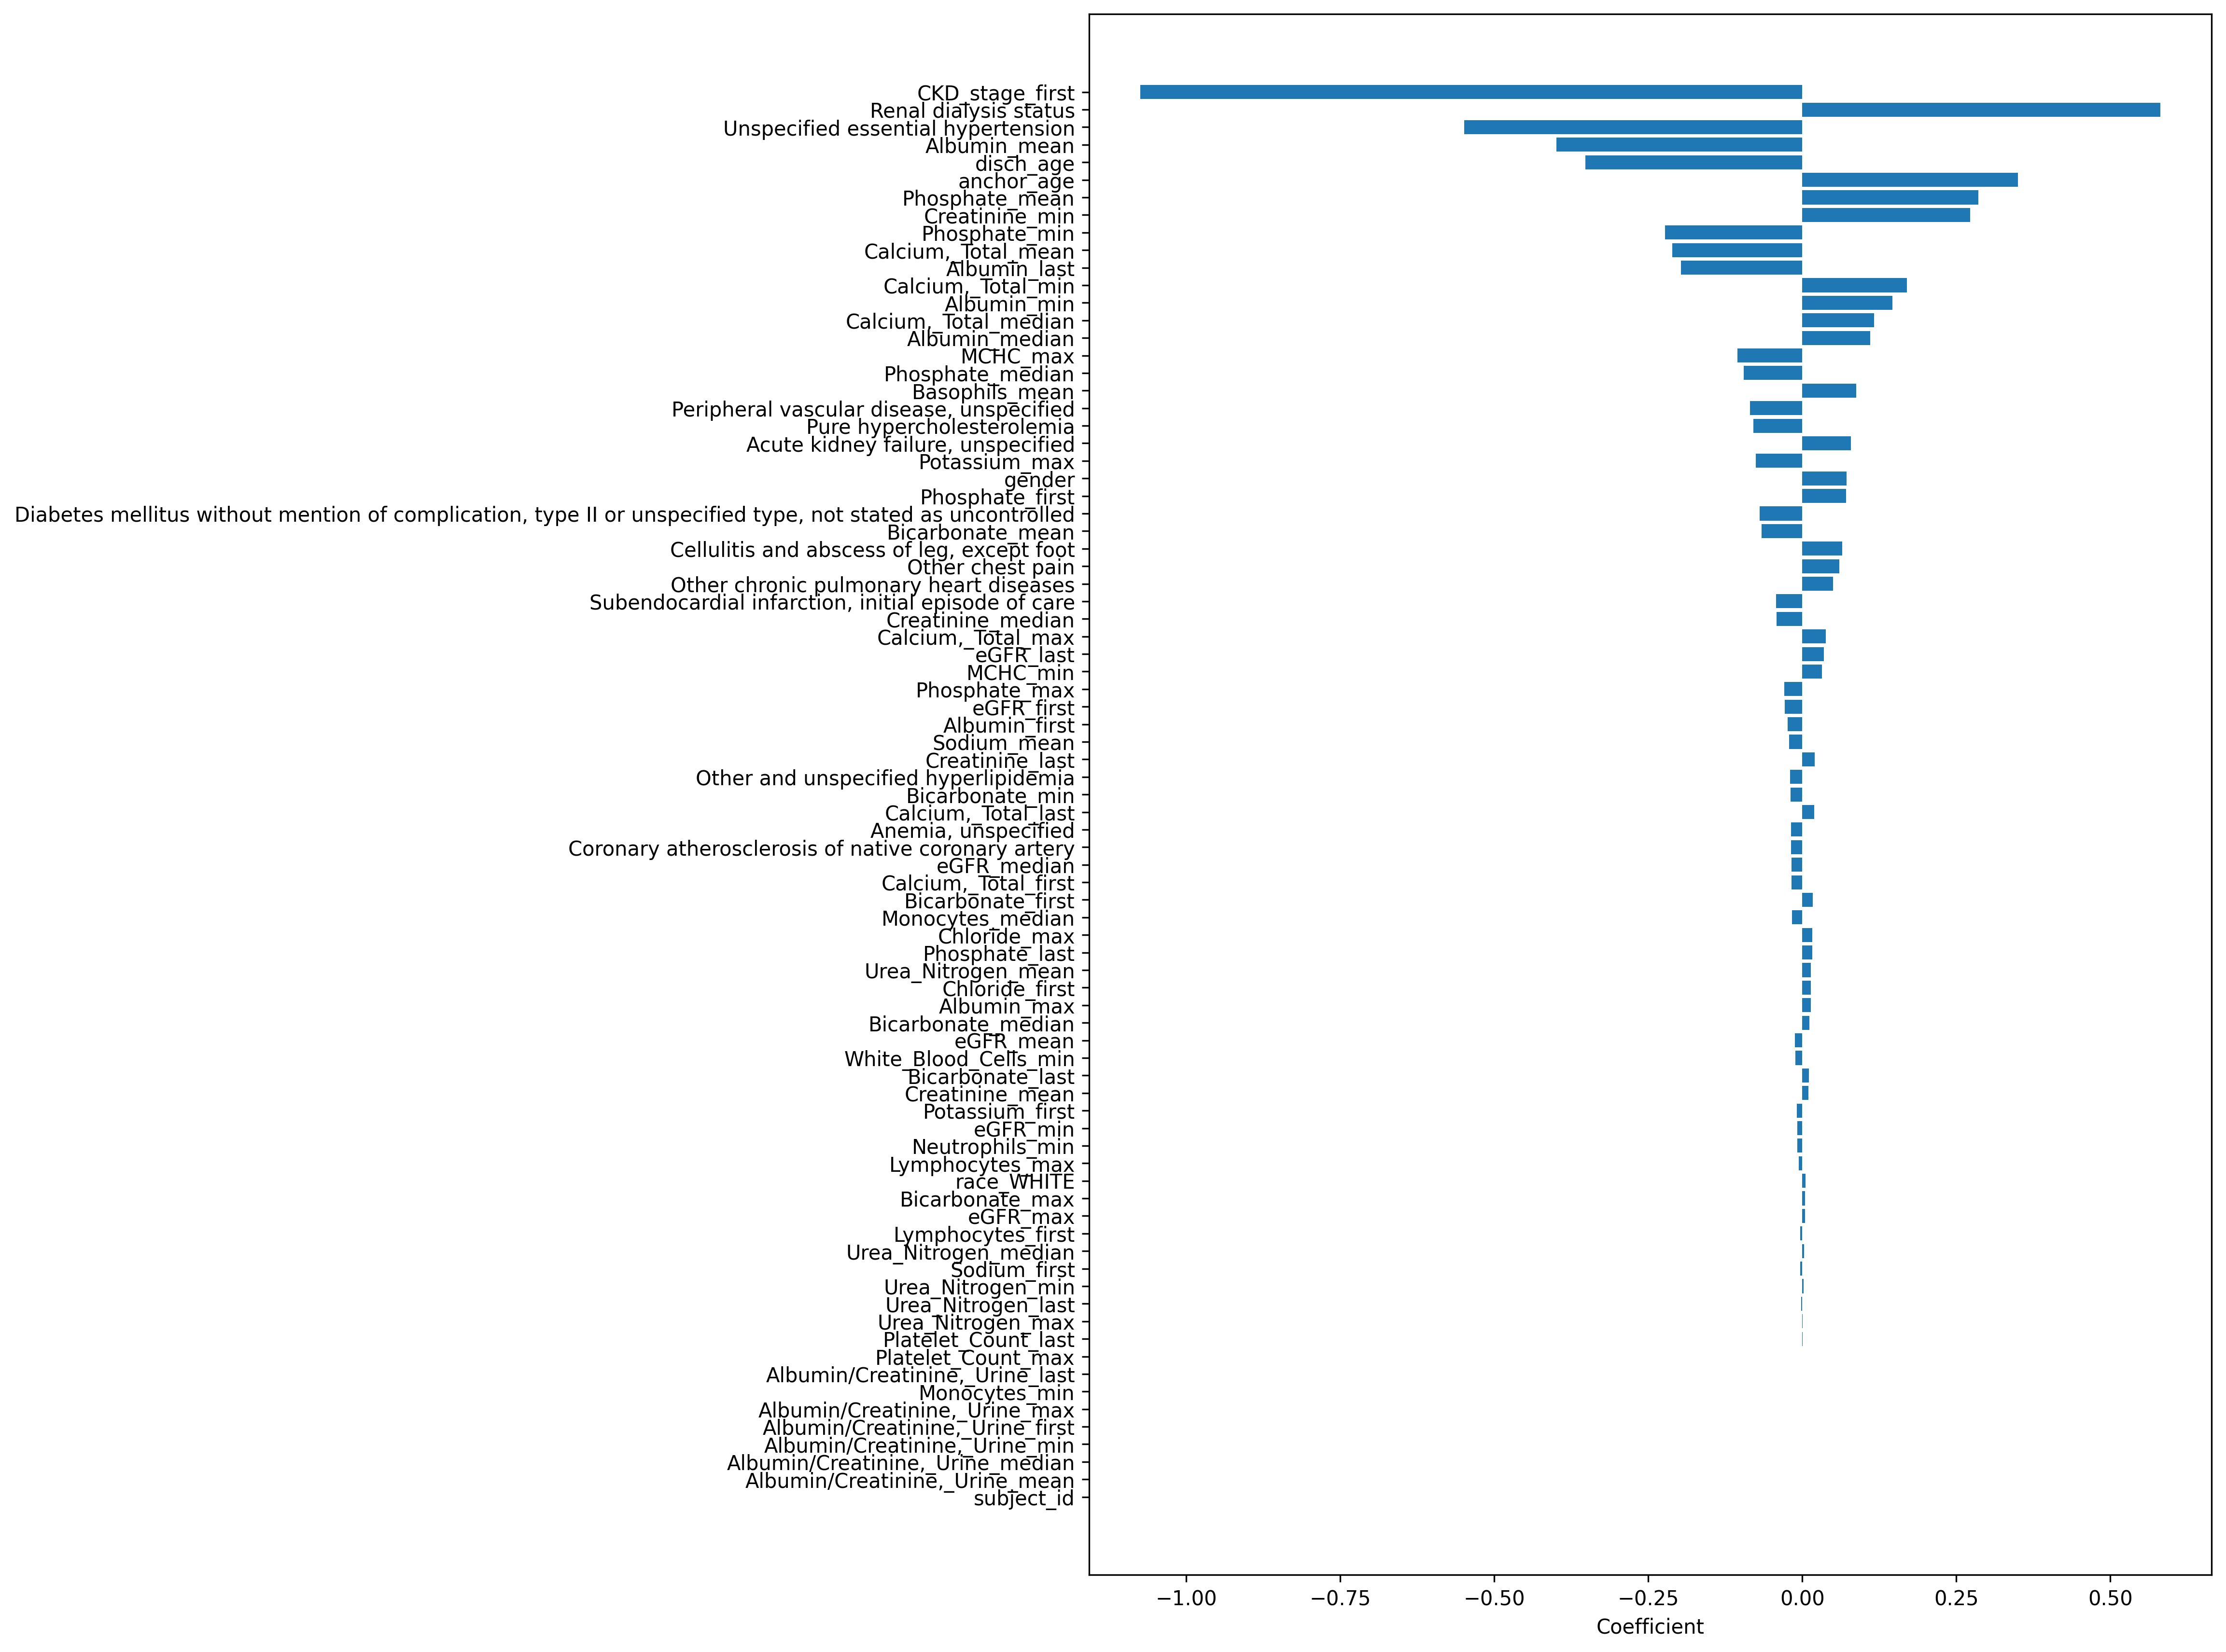 CKD_stage_first
Renal dialysis status
Unspecified essential hypertension
Albumin_mean
disch_age
anchor_age
Phosphate_mean
Creatinine_min
Phosphate_min
Calcium,_Total_mean
Albumin_last
Calcium,_Total_min
Albumin_min
Calcium,_Total_median
Albumin_median
MCHC_max
Phosphate_median
Basophils_mean
Peripheral vascular disease, unspecified
Pure hypercholesterolemia
Acute kidney failure, unspecified
Potassium_max
gender
Phosphate_first
Diabetes mellitus without mention of complication, type II or unspecified type, not stated as uncontrolled
Bicarbonate_mean
Cellulitis and abscess of leg, except foot
Other chest pain
Other chronic pulmonary heart diseases
Subendocardial infarction, initial episode of care
Creatinine_median
Calcium,_Total_max
eGFR_last
MCHC_min
Phosphate_max
eGFR_first
Albumin_first
Sodium_mean
Creatinine_last
Other and unspecified hyperlipidemia
Bicarbonate_min
Calcium,_Total_last
Anemia, unspecified
Coronary atherosclerosis of native coronary artery
eGFR_median
Calcium,_Total_first
Bicarbonate_first
Monocytes_median
Chloride_max
Phosphate_last
Urea_Nitrogen_mean
Chloride_first
Albumin_max
Bicarbonate_median
eGFR_mean
White_Blood_Cells_min
Bicarbonate_last
Creatinine_mean
Potassium_first
eGFR_min
Neutrophils_min
Lymphocytes_max
race_WHITE
Bicarbonate_max
eGFR_max
Lymphocytes_first
Urea_Nitrogen_median
Sodium_first
Urea_Nitrogen_min
Urea_Nitrogen_last
Urea_Nitrogen_max
Platelet_Count_last
Platelet_Count_max
Albumin/Creatinine,_Urine_last
Monocytes_min
Albumin/Creatinine,_Urine_max
Albumin/Creatinine,_Urine_first
Albumin/Creatinine,_Urine_min
Albumin/Creatinine,_Urine_median
Albumin/Creatinine,_Urine_mean
subject_id
−1.00 −0.75 −0.50 −0.25 0.00 0.25 0.50
Coefficient